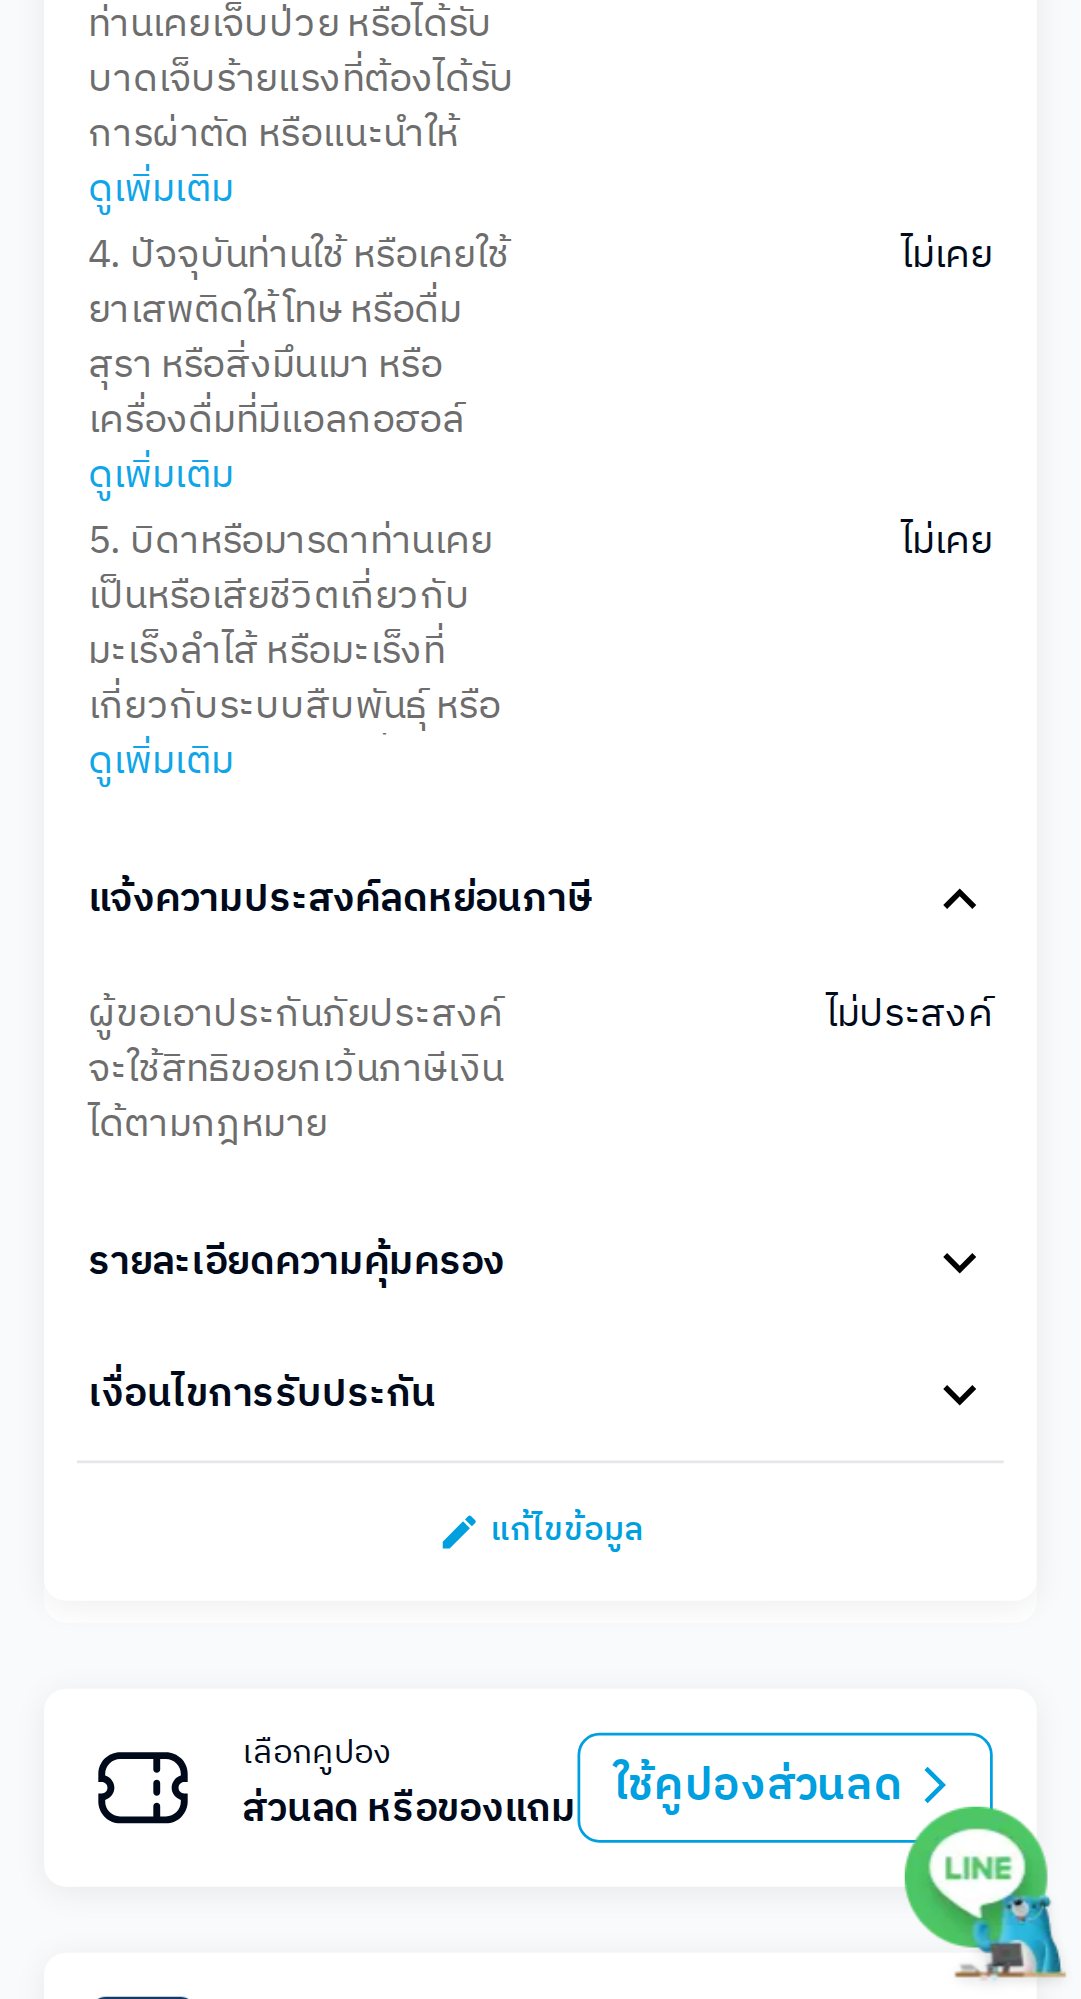 ท่านเคยเจ็บป่วย หรือได้รับ
บาดเจ็บร้ายแรงที่ต้องได้รับ
การผ่าตัด หรือแนะนำให้
ดูเพิ่มเติม
4. ปัจจุบันท่านใช้ หรือเคยใช้
ยาเสพติดให้โทษ หรือดื่ม
สุรา หรือสิ่งมึนเมา หรือ
เครื่องดื่มที่มีแอลกอฮอล์
ดูเพิ่มเติม
ไม่เคย
5. บิดาหรือมารดาท่านเคย
เป็นหรือเสียชีวิตเกี่ยวกับ
มะเร็งลำไส้ หรือมะเร็งที่
เกี่ยวกับระบบสืบพันธุ์ หรือ
ดูเพิ่มเติม
ไม่เคย
แจ้งความประสงค์ลดหย่อนภาษี
ผู้ขอเอาประกันภัยประสงค์
จะใช้สิทธิขอยกเว้นภาษีเงิน
ได้ตามกฎหมาย
ไม่ประสงค์
รายละเอียดความคุ้มครอง
เงื่อนไขการรับประกัน
แก้ไขข้อมูล
เลือกคูปอง
ส่วนลด หรือของแถม
ใช้คูปองส่วนลด
LINE